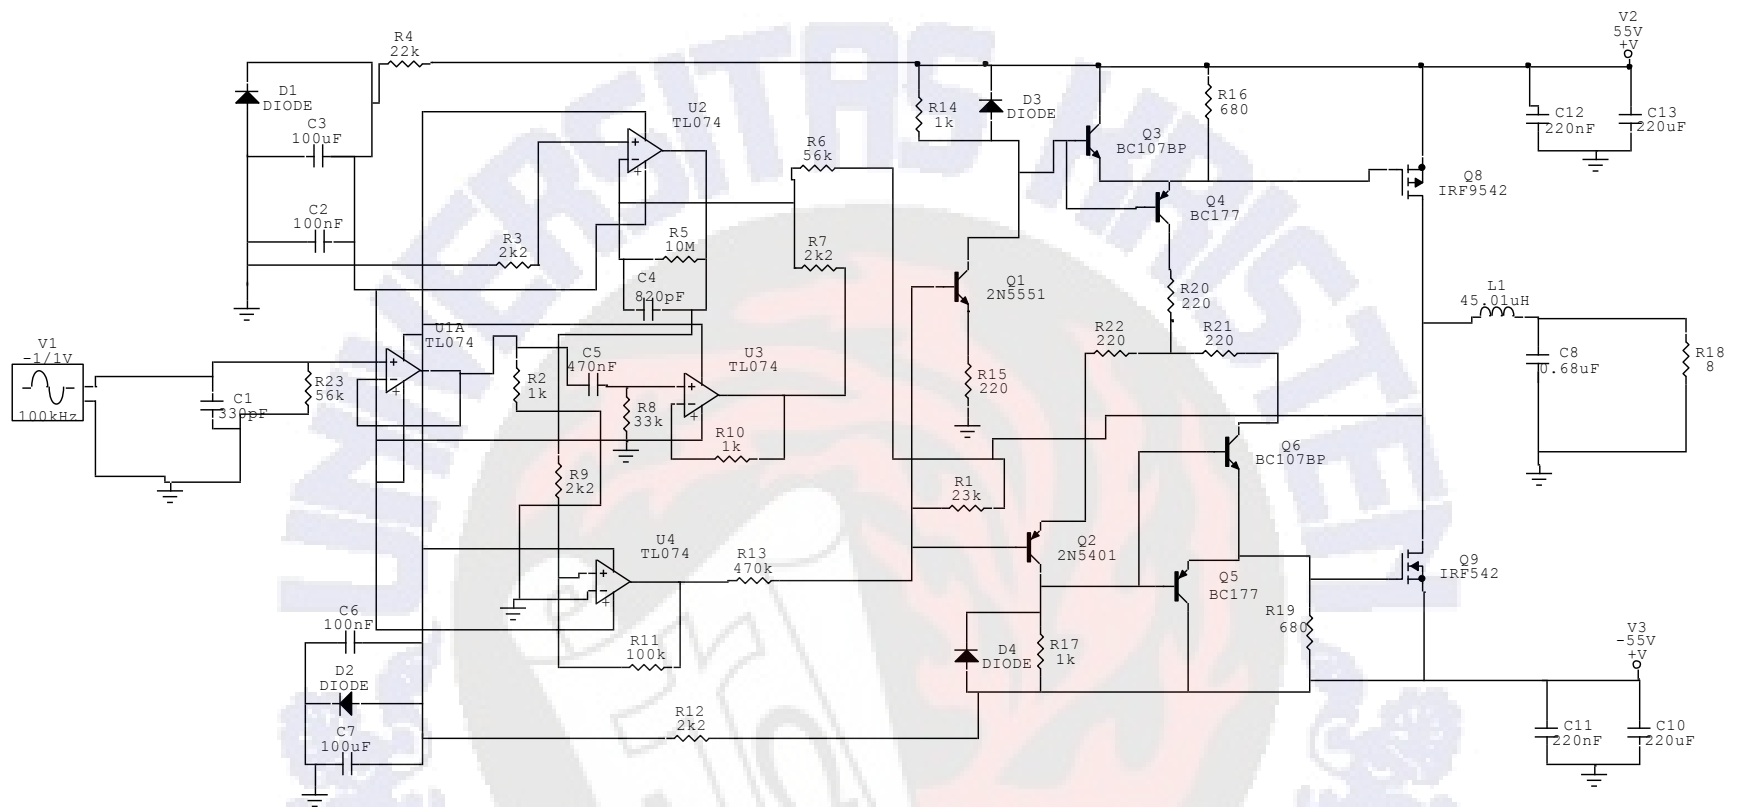 V2
55V
+V
R4
22k
D1
DIODE
C3
100uF
C2
100nF
U2
TL074
R14
1k
D3
DIODE
Q3
BC107BP
R16
680
C12
220nF
C13
220uF
R6
56k
Q4
BC177
Q8
IRF9542
R3
2k2
R5
10M
R7
2k2
C4
820pF
Q1
2N5551
R20
220
L1
45.01uH
V1
-1/1V
100kHz
U1A
TL074
C1
330pF
R23
56k
R2
1k
C5
470nF
U3
TL074
R8
33k
R10
1k
R15
220
R22
220
R21
220
C8
0.68uF
R18
8
R9
2k2
R1
23k
Q6
BC107BP
U4
TL074
R13
470k
Q2
2N5401
Q5
BC177
Q9
IRF542
C6
100nF
R11
100k
D4
DIODE
R17
1k
R19
680
V3
-55V
+V
D2
DIODE
C7
100uF
R12
2k2
C11
220nF
C10
220uF
UNIVERSITAS KRISTEN